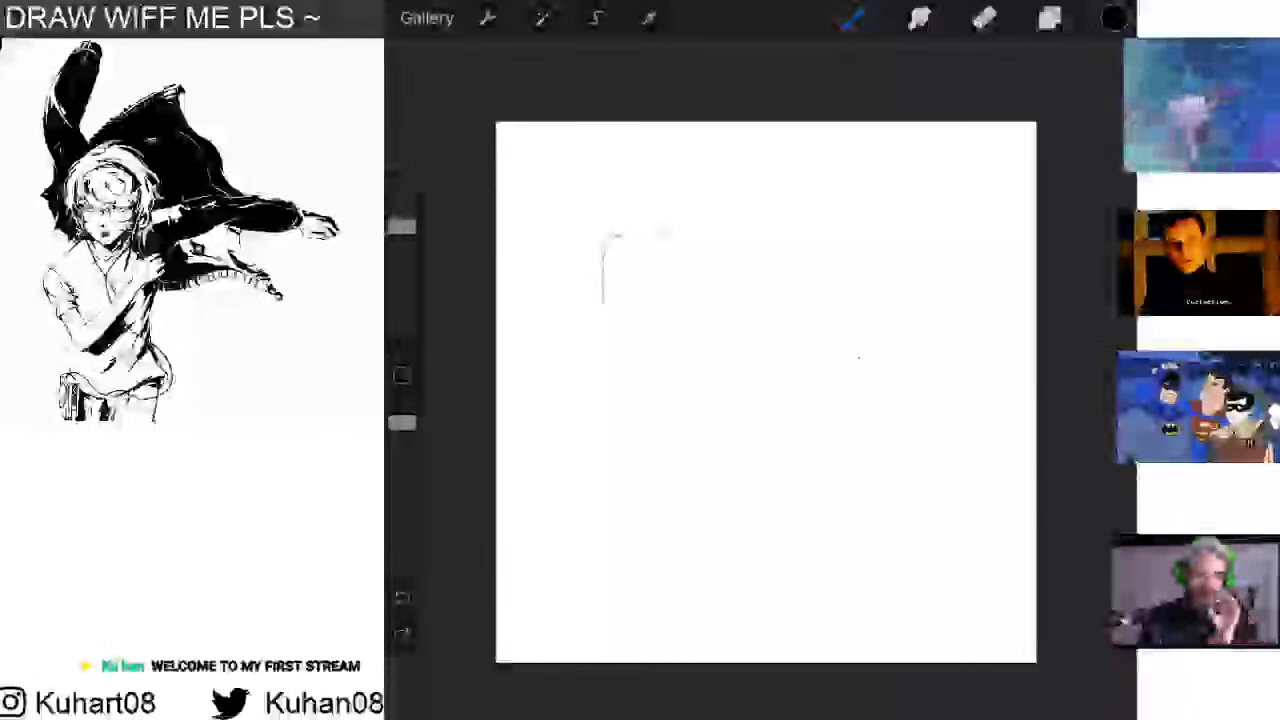 DRAW WIFF ME PLS ~
Gallery
WELCOME TO MY FIRST STREAM
Kuhart08
Kuhan08